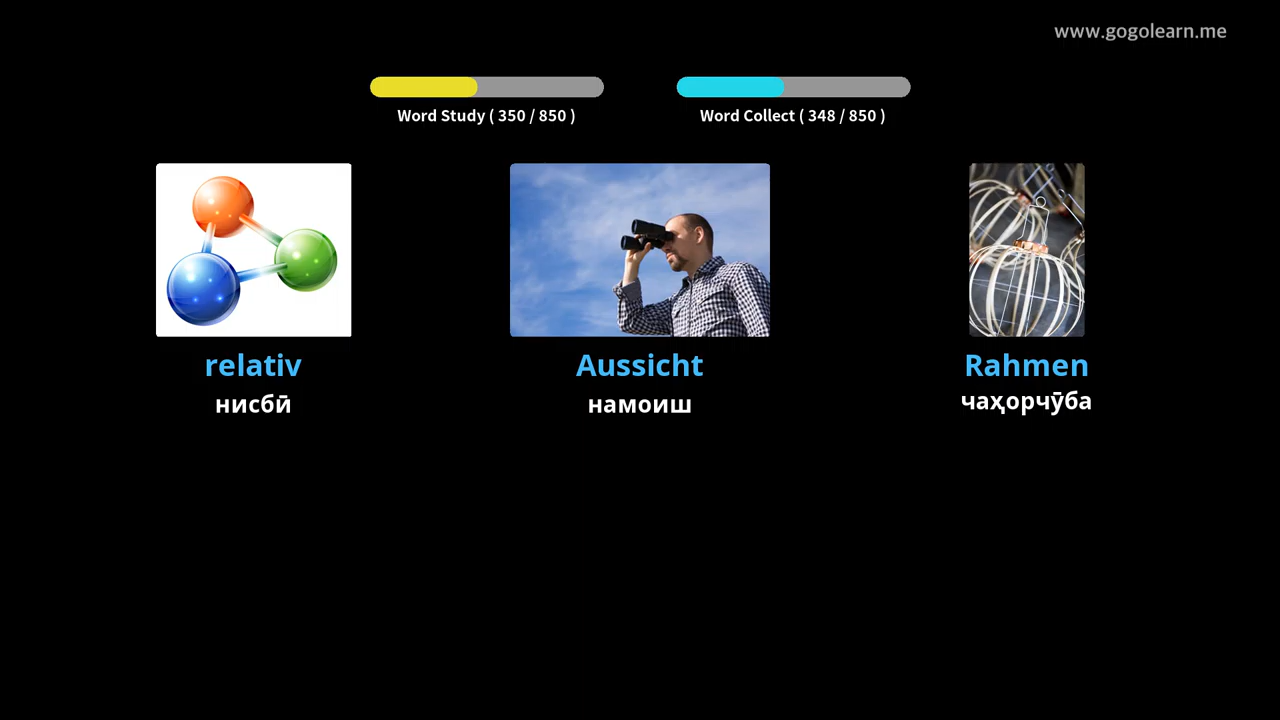 www.gogolearn.me
Word Study ( 350 / 850 )
Word Collect ( 348 / 850 )
relativ
нисбӣ
Aussicht
намоиш
Rahmen
чаҳорчӯба